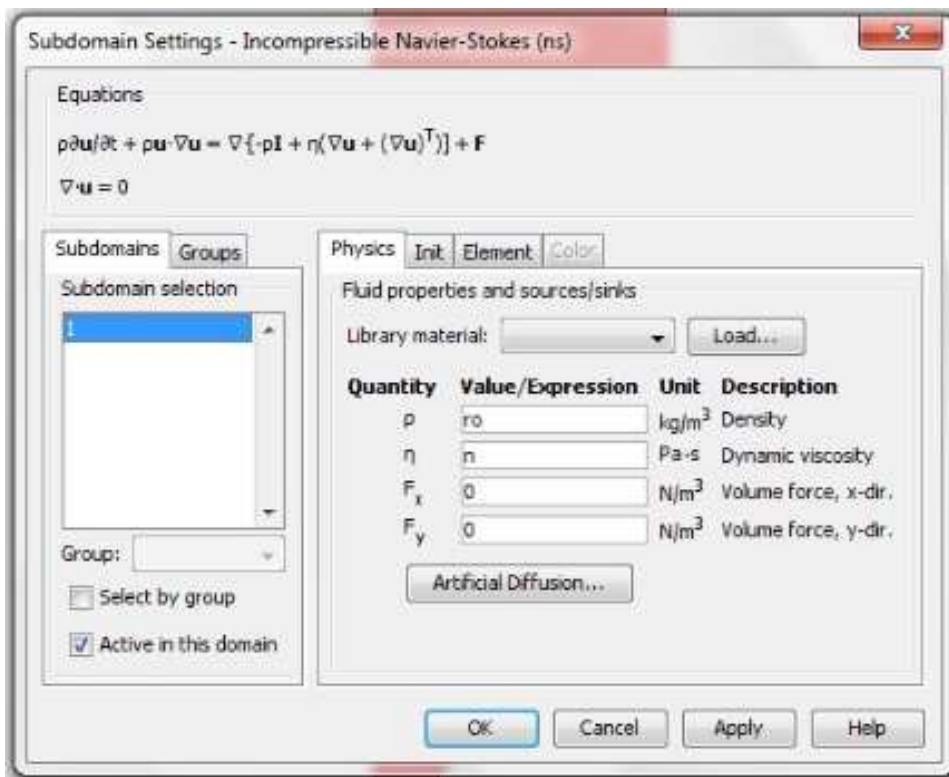 Subdomain Settings - Incompressible Navier-Stokes (ns)
Equations
ρ∂u/∂t + ρu·∇u = ∇·[-pI + η(∇u + (∇u)ᵀ)] + F
∇·u = 0
Subdomains Groups
Subdomain selection
1
Group:
Select by group
Active in this domain
Physics Init Element Color
Fluid properties and sources/sinks
Library material: Load...
Quantity Value/Expression Unit Description
ρ ro kg/m³ Density
η n Pa·s Dynamic viscosity
Fₓ 0 N/m³ Volume force, x-dir.
Fᵧ 0 N/m³ Volume force, y-dir.
Artificial Diffusion...
OK Cancel Apply Help